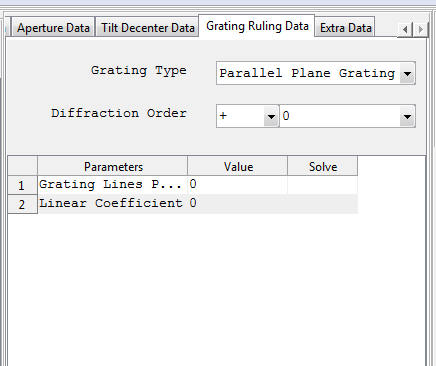 Aperture Data Tilt Decenter Data Grating Ruling Data Extra Data
Grating Type Parallel Plane Grating
Diffraction Order + 0
Parameters Value Solve
1 Grating Lines P... 0
2 Linear Coefficient 0